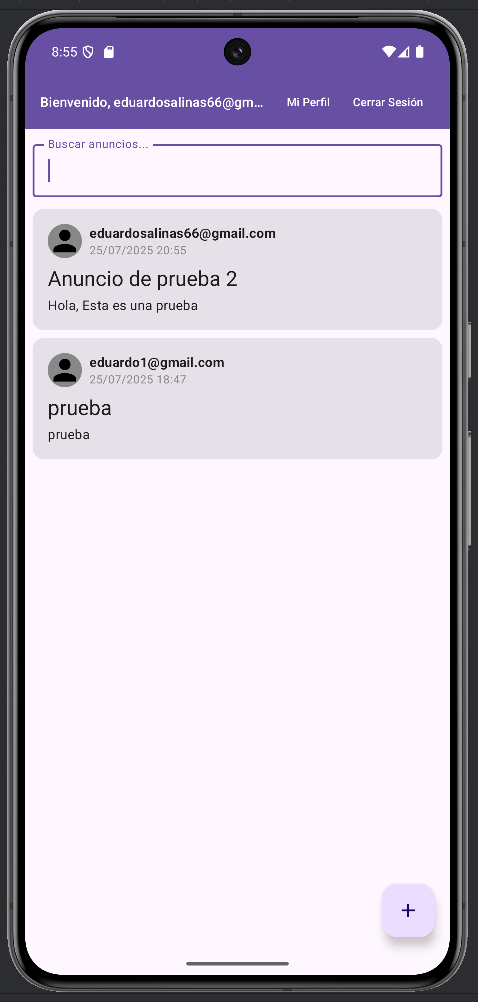 8:55
Bienvenido, eduardosalinas66@gm... Mi Perfil Cerrar Sesión
Buscar anuncios...
eduardosalinas66@gmail.com
25/07/2025 20:55
Anuncio de prueba 2
Hola, Esta es una prueba
eduardo1@gmail.com
25/07/2025 18:47
prueba
prueba
+